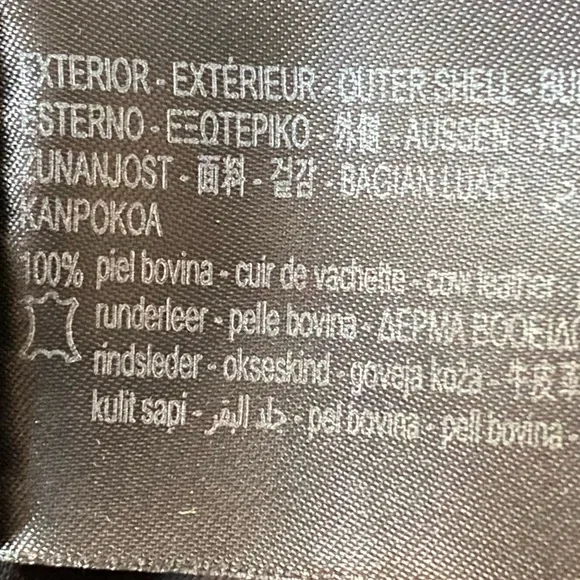 EXTERIOR - EXTÉRIEUR - OUTER SHELL -
ESTERNO - ΕΞΩΤΕΡΙΚΟ - 外側 - AUSSEN -
ZUNANJOST - 面料 - 겉감 - BAGIAN LUAR -
KANPOKOA
100% piel bovina - cuir de vachette - cow leather -
runderleer - pelle bovina - ΔΕΡΜΑ
rindsleder - okseskind - goveja koža - 牛皮革
kulit sapi - جلد البقر - pel bovina - pell bovina -